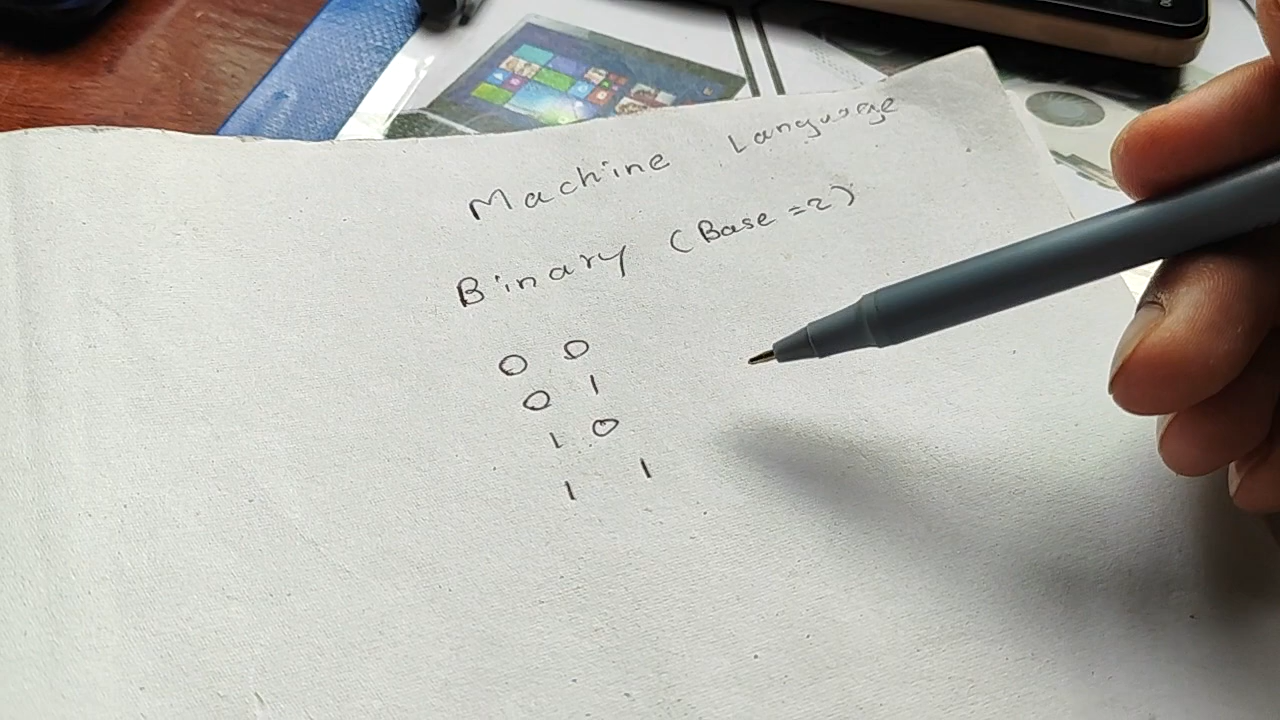 Machine Language
Binary (Base = 2)
0 0
0 1
1 0
1 1